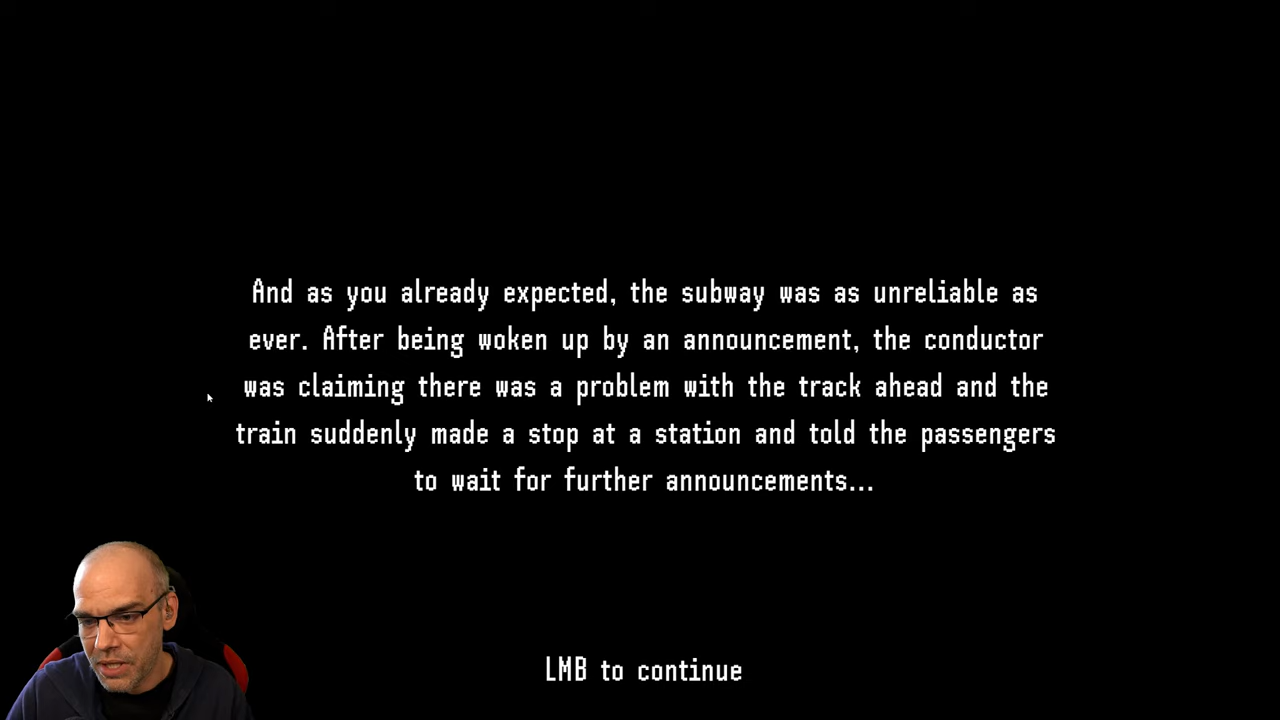 And as you already expected, the subway was as unreliable as
ever. After being woken up by an announcement, the conductor
was claiming there was a problem with the track ahead and the
train suddenly made a stop at a station and told the passengers
to wait for further announcements...
LMB to continue